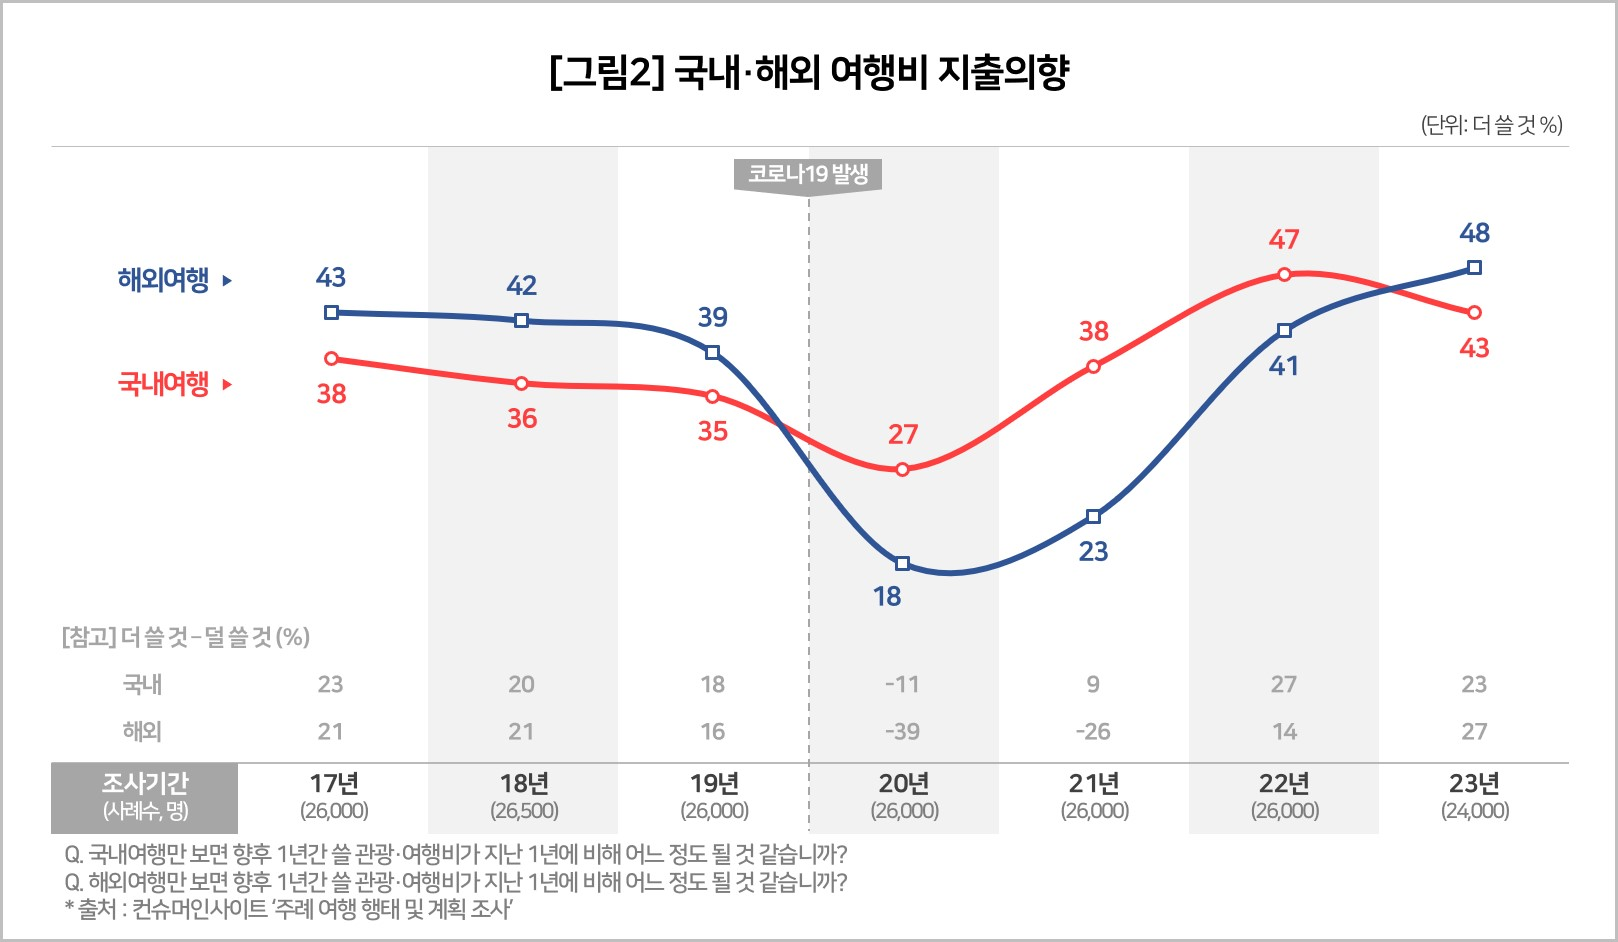 [그림2] 국내·해외 여행비 지출의향
(단위: 더 쓸 것 %)
코로나19 발생
해외여행 ▶ 43 42 39 18 23 41 48
국내여행 ▶ 38 36 35 27 38 47 43
[참고] 더 쓸 것 – 덜 쓸 것 (%)
국내 23 20 18 -11 9 27 23
해외 21 21 16 -39 -26 14 27
조사기간 17년 18년 19년 20년 21년 22년 23년
(사례수, 명) (26,000) (26,500) (26,000) (26,000) (26,000) (26,000) (24,000)
Q. 국내여행만 보면 향후 1년간 쓸 관광·여행비가 지난 1년에 비해 어느 정도 될 것 같습니까?
Q. 해외여행만 보면 향후 1년간 쓸 관광·여행비가 지난 1년에 비해 어느 정도 될 것 같습니까?
* 출처 : 컨슈머인사이트 ‘주례 여행 행태 및 계획 조사’